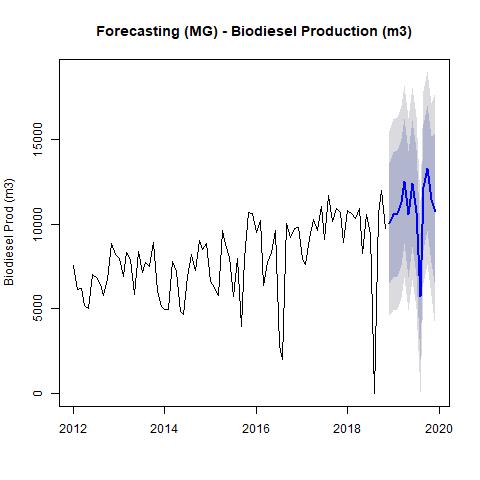 Forecasting (MG) - Biodiesel Production (m3)
Biodiesel Prod (m3)
15000
10000
5000
0
2012 2014 2016 2018 2020